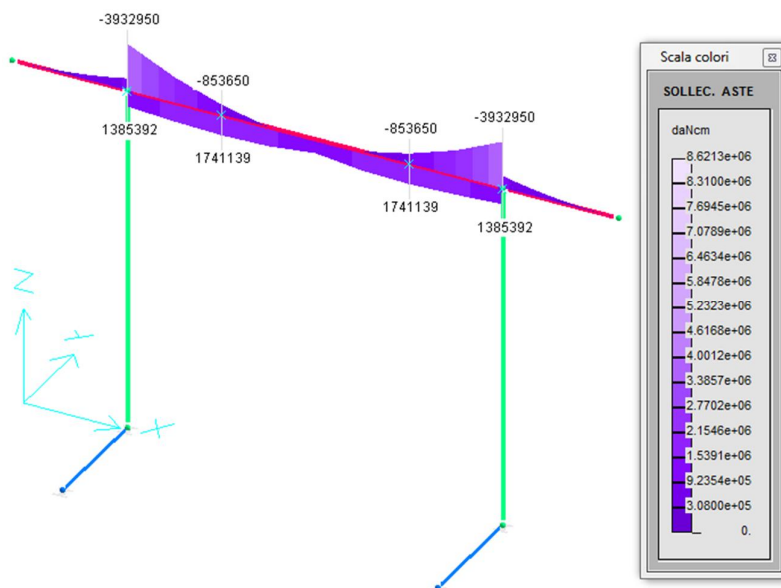 -3932950
-853650
1385392
1741139
-3932950
-853650
1741139
1385392
Z
Y
X
Scala colori
SOLLEC. ASTE
daNcm
8.6213e+06
8.3100e+06
7.6945e+06
7.0789e+06
6.4634e+06
5.8478e+06
5.2323e+06
4.6168e+06
4.0012e+06
3.3857e+06
2.7702e+06
2.1546e+06
1.5391e+06
9.2354e+05
3.0800e+05
0.